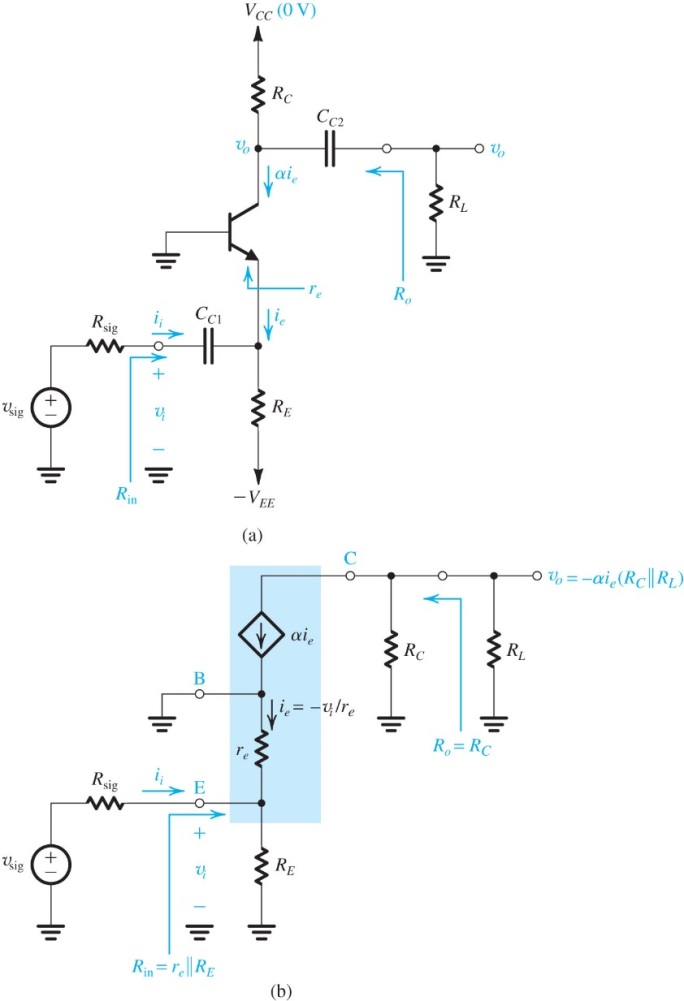 V_CC (0 V)
R_C
C_C2
v_o
v_o
αi_e
R_L
r_e
R_o
R_sig
i_i
C_C1
i_e
+
v_sig
+
−
v_i
R_E
−
R_in
−V_EE
(a)
C
v_o = −αi_e(R_C||R_L)
αi_e
R_C
R_L
B
i_e = −v_i/r_e
r_e
R_o = R_C
R_sig
i_i
E
+
v_sig
+
−
v_i
R_E
−
R_in = r_e||R_E
(b)